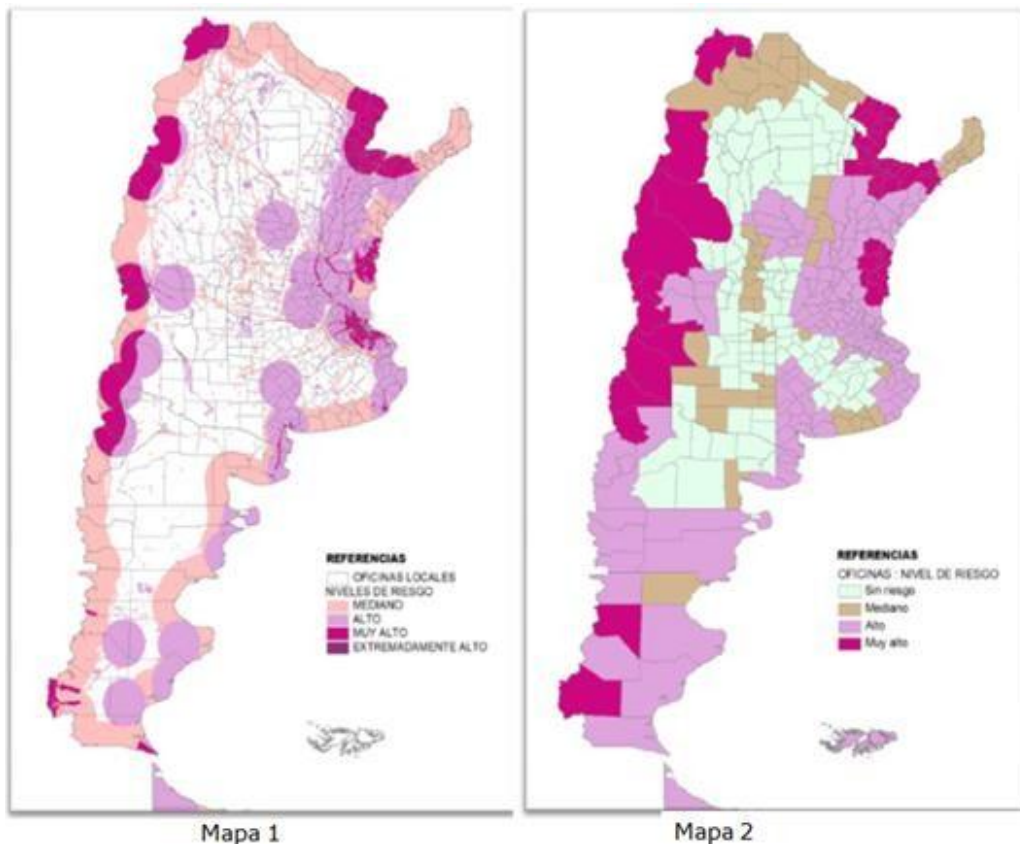 REFERENCIAS
OFICINAS LOCALES
NIVELES DE RIESGO
MEDIANO
ALTO
MUY ALTO
EXTREMADAMENTE ALTO
Mapa 1
REFERENCIAS
OFICINAS : NIVEL DE RIESGO
Sin riesgo
Mediano
Alto
Muy alto
Mapa 2